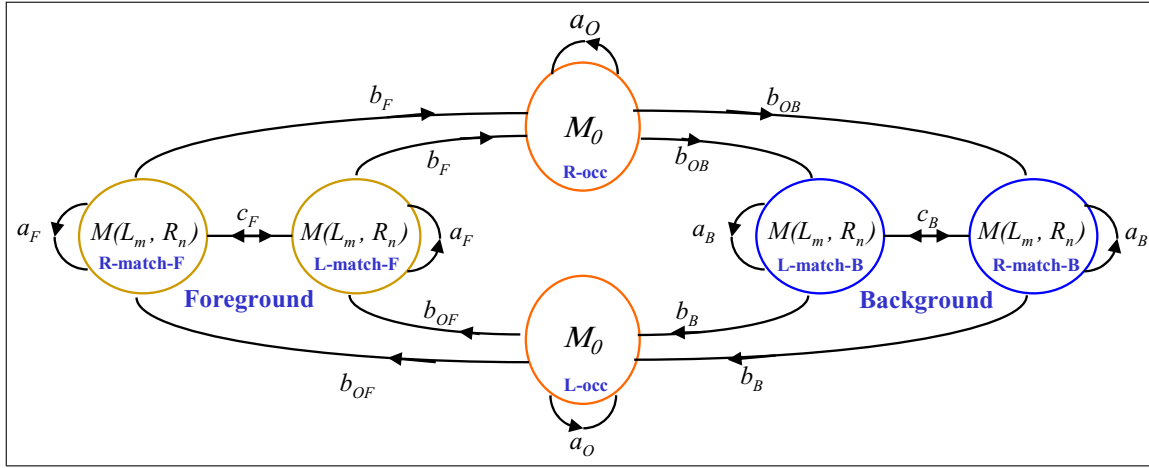 a_O
b_F
b_OB
M_0
b_F
b_OB
R-occ
a_F
M(L_m, R_n)
R-match-F
c_F
M(L_m, R_n)
L-match-F
a_F
a_B
M(L_m, R_n)
L-match-B
c_B
M(L_m, R_n)
R-match-B
a_B
Foreground
Background
b_OF
b_B
M_0
b_OF
b_B
L-occ
a_O